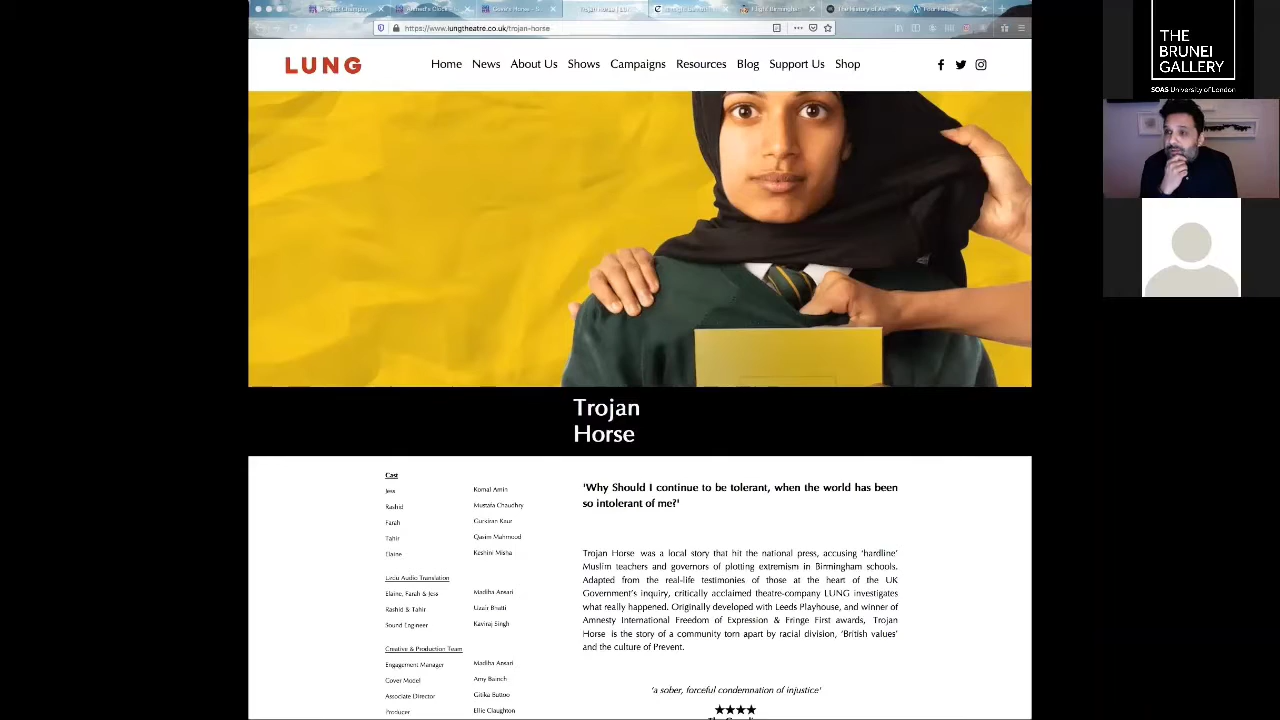 https://www.lungtheatre.co.uk/trojan-horse
LUNG
Home News About Us Shows Campaigns Resources Blog Support Us Shop
THE
BRUNEI
GALLERY
SOAS University of London
Trojan
Horse
Cast
Jess Komal Amin
Rashid Mustafa Chaudhry
Farah Gurkiran Kaur
Tahir Qasim Mahmood
Elaine Keshini Misha
Urdu Audio Translation
Elaine, Farah & Jess Madiha Ansari
Rashid & Tahir Uzair Bhatti
Sound Engineer Kaviraj Singh
Creative & Production Team
Engagement Manager Madiha Ansari
Cover Model Amy Bainch
Associate Director Gitika Buttoo
Producer Ellie Claughton
'Why Should I continue to be tolerant, when the world has been
so intolerant of me?'
Trojan Horse was a local story that hit the national press, accusing 'hardline'
Muslim teachers and governors of plotting extremism in Birmingham schools.
Adapted from the real-life testimonies of those at the heart of the UK
Government's inquiry, critically acclaimed theatre-company LUNG investigates
what really happened. Originally developed with Leeds Playhouse, and winner of
Amnesty International Freedom of Expression & Fringe First awards, Trojan
Horse is the story of a community torn apart by racial division, 'British values'
and the culture of Prevent.
'a sober, forceful condemnation of injustice'
★★★★